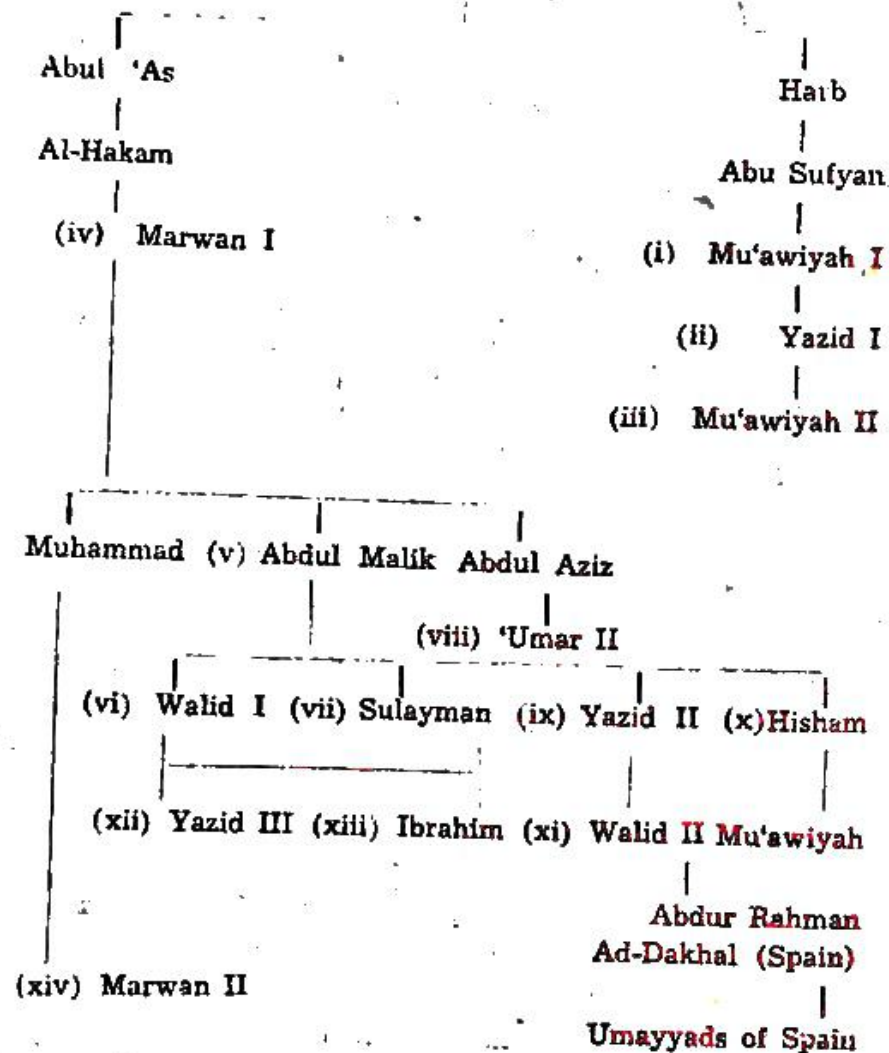 Abul ‘As
Harb
Al-Hakam
Abu Sufyan
(iv) Marwan I
(i) Mu‘awiyah I
(ii) Yazid I
(iii) Mu‘awiyah II
Muhammad (v) Abdul Malik Abdul Aziz
(viii) ‘Umar II
(vi) Walid I (vii) Sulayman (ix) Yazid II (x)Hisham
(xii) Yazid III (xiii) Ibrahim (xi) Walid II Mu‘awiyah
Abdur Rahman
Ad-Dakhal (Spain)
(xiv) Marwan II
Umayyads of Spain